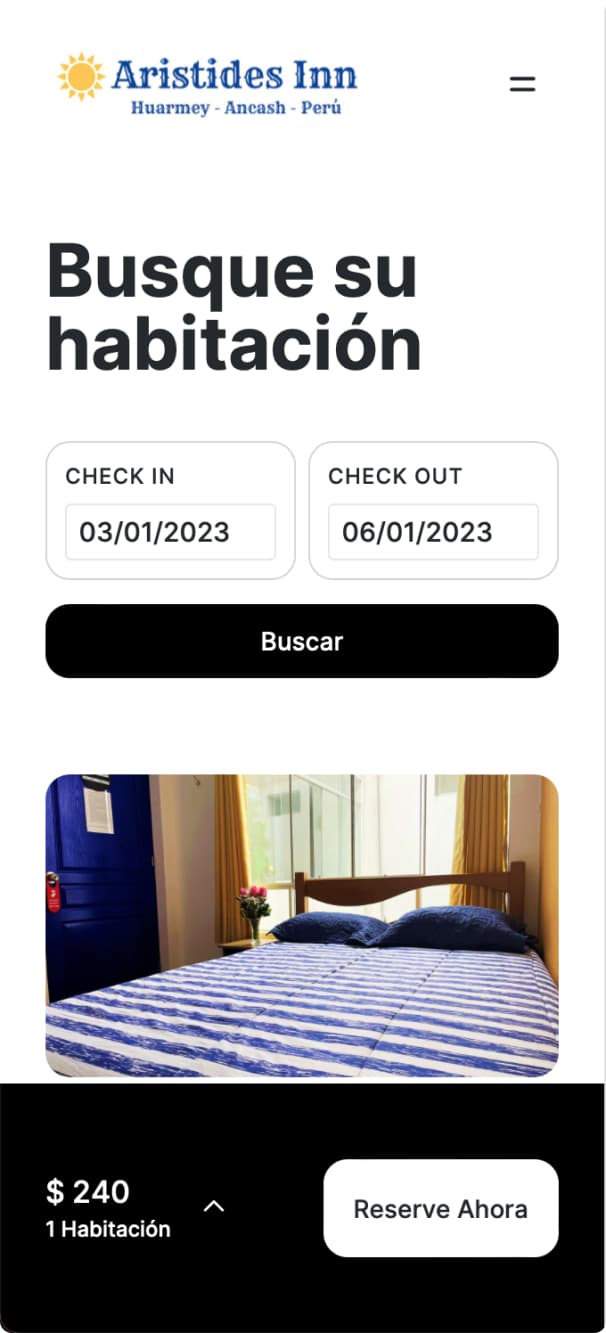 Aristides Inn
Huarmey - Ancash - Perú
Busque su
habitación
CHECK IN
CHECK OUT
03/01/2023
06/01/2023
Buscar
$ 240
1 Habitación
Reserve Ahora